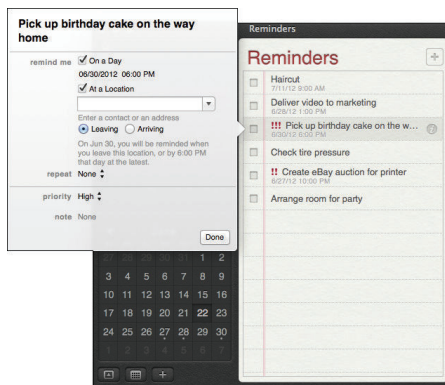 Pick up birthday cake on the way
home
remind me On a Day
06/30/2012 06:00 PM
At a Location
Enter a contact or an address
Leaving Arriving
On Jun 30, you will be reminded when
you leave this location, or by 6:00 PM
that day at the latest.
repeat None
priority High
note None
Done
Reminders
Reminders
Haircut
7/11/12 9:00 AM
Deliver video to marketing
6/28/12 1:00 PM
!!! Pick up birthday cake on the w...
6/30/12 6:00 PM
Check tire pressure
!! Create eBay auction for printer
6/27/12 10:00 PM
Arrange room for party
27 28 29 30 31 1 2
3 4 5 6 7 8 9
10 11 12 13 14 15 16
17 18 19 20 21 22 23
24 25 26 27 28 29 30
1 2 3 4 5 6 7